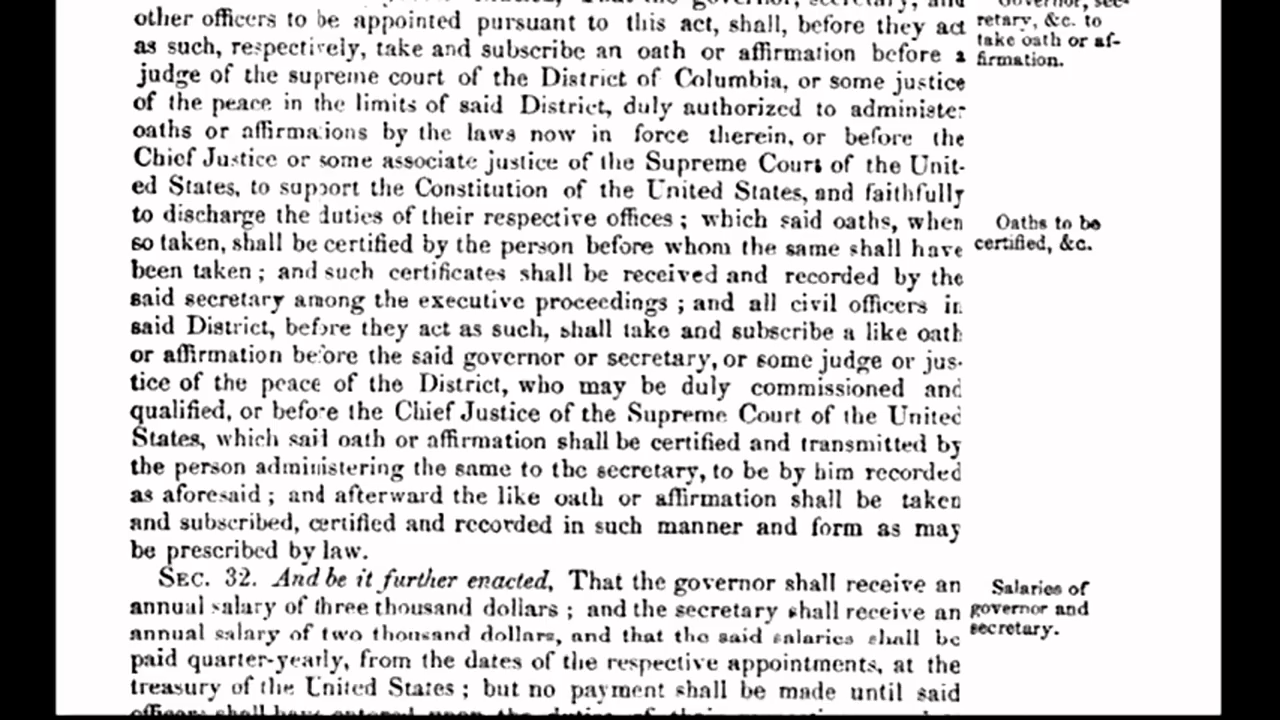 governor, secretary, and
other officers to be appointed pursuant to this act, shall, before they act
as such, respectively, take and subscribe an oath or affirmation before a
judge of the supreme court of the District of Columbia, or some justice
of the peace in the limits of said District, duly authorized to administer
oaths or affirmations by the laws now in force therein, or before the
Chief Justice or some associate justice of the Supreme Court of the Unit-
ed States, to support the Constitution of the United States, and faithfully
to discharge the duties of their respective offices; which said oaths, when
so taken, shall be certified by the person before whom the same shall have
been taken; and such certificates shall be received and recorded by the
said secretary among the executive proceedings; and all civil officers in
said District, before they act as such, shall take and subscribe a like oath
or affirmation before the said governor or secretary, or some judge or jus-
tice of the peace of the District, who may be duly commissioned and
qualified, or before the Chief Justice of the Supreme Court of the United
States, which said oath or affirmation shall be certified and transmitted by
the person administering the same to the secretary, to be by him recorded
as aforesaid; and afterward the like oath or affirmation shall be taken
and subscribed, certified and recorded in such manner and form as may
be prescribed by law.
SEC. 32. And be it further enacted, That the governor shall receive an
annual salary of three thousand dollars; and the secretary shall receive an
annual salary of two thousand dollars, and that the said salaries shall be
paid quarter-yearly, from the dates of the respective appointments, at the
treasury of the United States; but no payment shall be made until said
Governor, sec-
retary, &c. to
take oath or af-
firmation.
Oaths to be
certified, &c.
Salaries of
governor and
secretary.